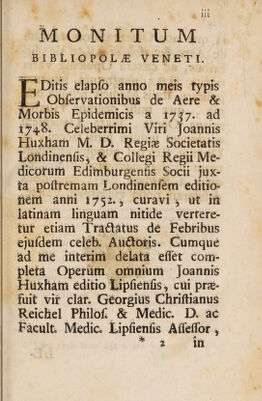 iii
MONITUM
BIBLIOPOLÆ VENETI.
EDitis elapſo anno meis typis
Obſervationibus de Aere &
Morbis Epidemicis a 1737. ad
1748. Celeberrimi Viri Joannis
Huxham M. D. Regiæ Societatis
Londinenſis, & Collegi Regii Me-
dicorum Edimburgenſis Socii jux-
ta poſtremam Londinenſem editio-
nem anni 1752., curavi, ut in
latinam linguam nitide vertere-
tur etiam Tractatus de Febribus
ejuſdem celeb. Auctoris. Cumque
ad me interim delata eſſet com-
pleta Operum omnium Joannis
Huxham editio Lipſienſis, cui præ-
fuit vir clar. Georgius Chriſtianus
Reichel Philoſ. & Medic. D. ac
Facult. Medic. Lipſienſis Aſſeſſor,
* 2 in